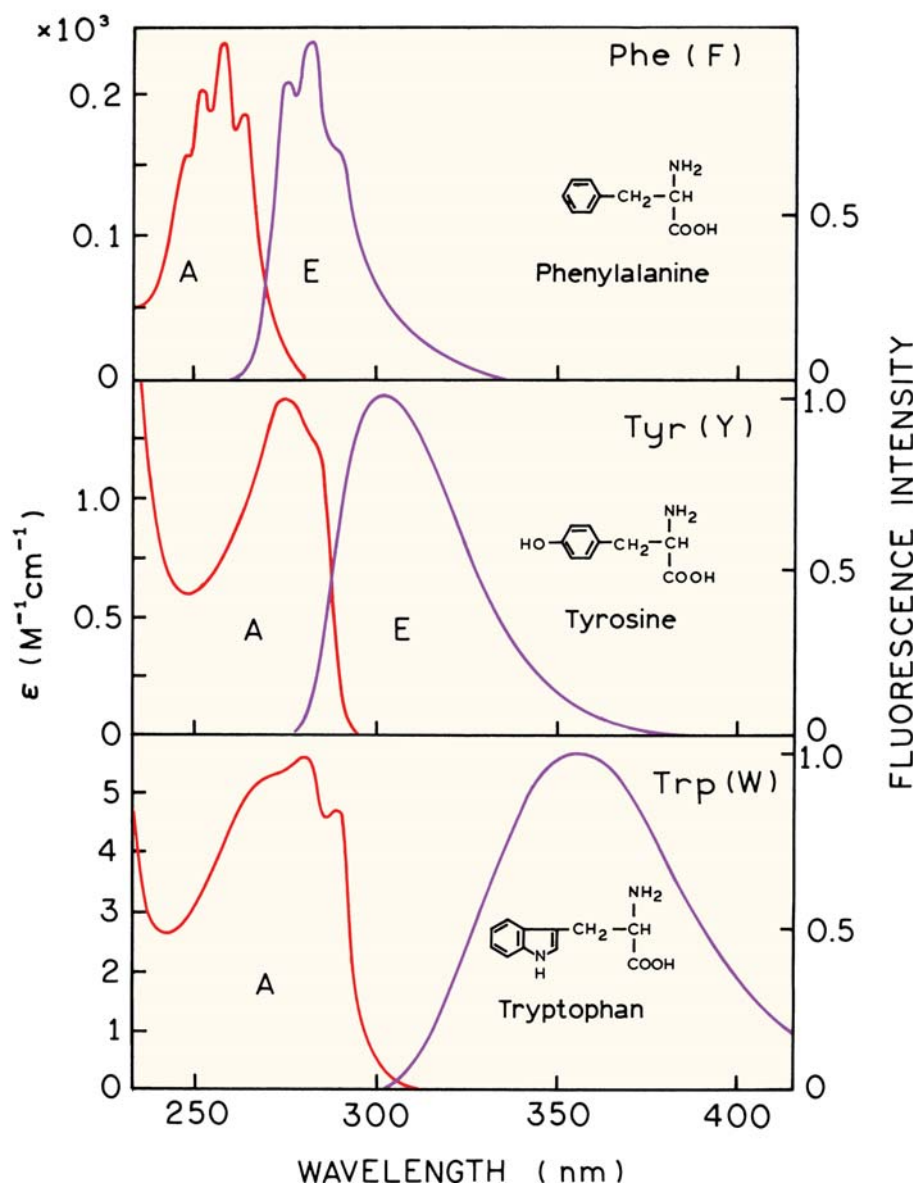 ×10³
0.2
0.1
0
Phe (F)
NH₂
CH₂
CH
COOH
Phenylalanine
A
E
0.5
0
1.0
0.5
0
Tyr (Y)
NH₂
HO
CH₂
CH
COOH
Tyrosine
A
E
1.0
0.5
0
5
4
3
2
1
0
Trp (W)
NH₂
CH₂
CH
COOH
N
H
Tryptophan
A
1.0
0.5
0
250
300
350
400
WAVELENGTH (nm)
ε (M⁻¹cm⁻¹)
FLUORESCENCE INTENSITY